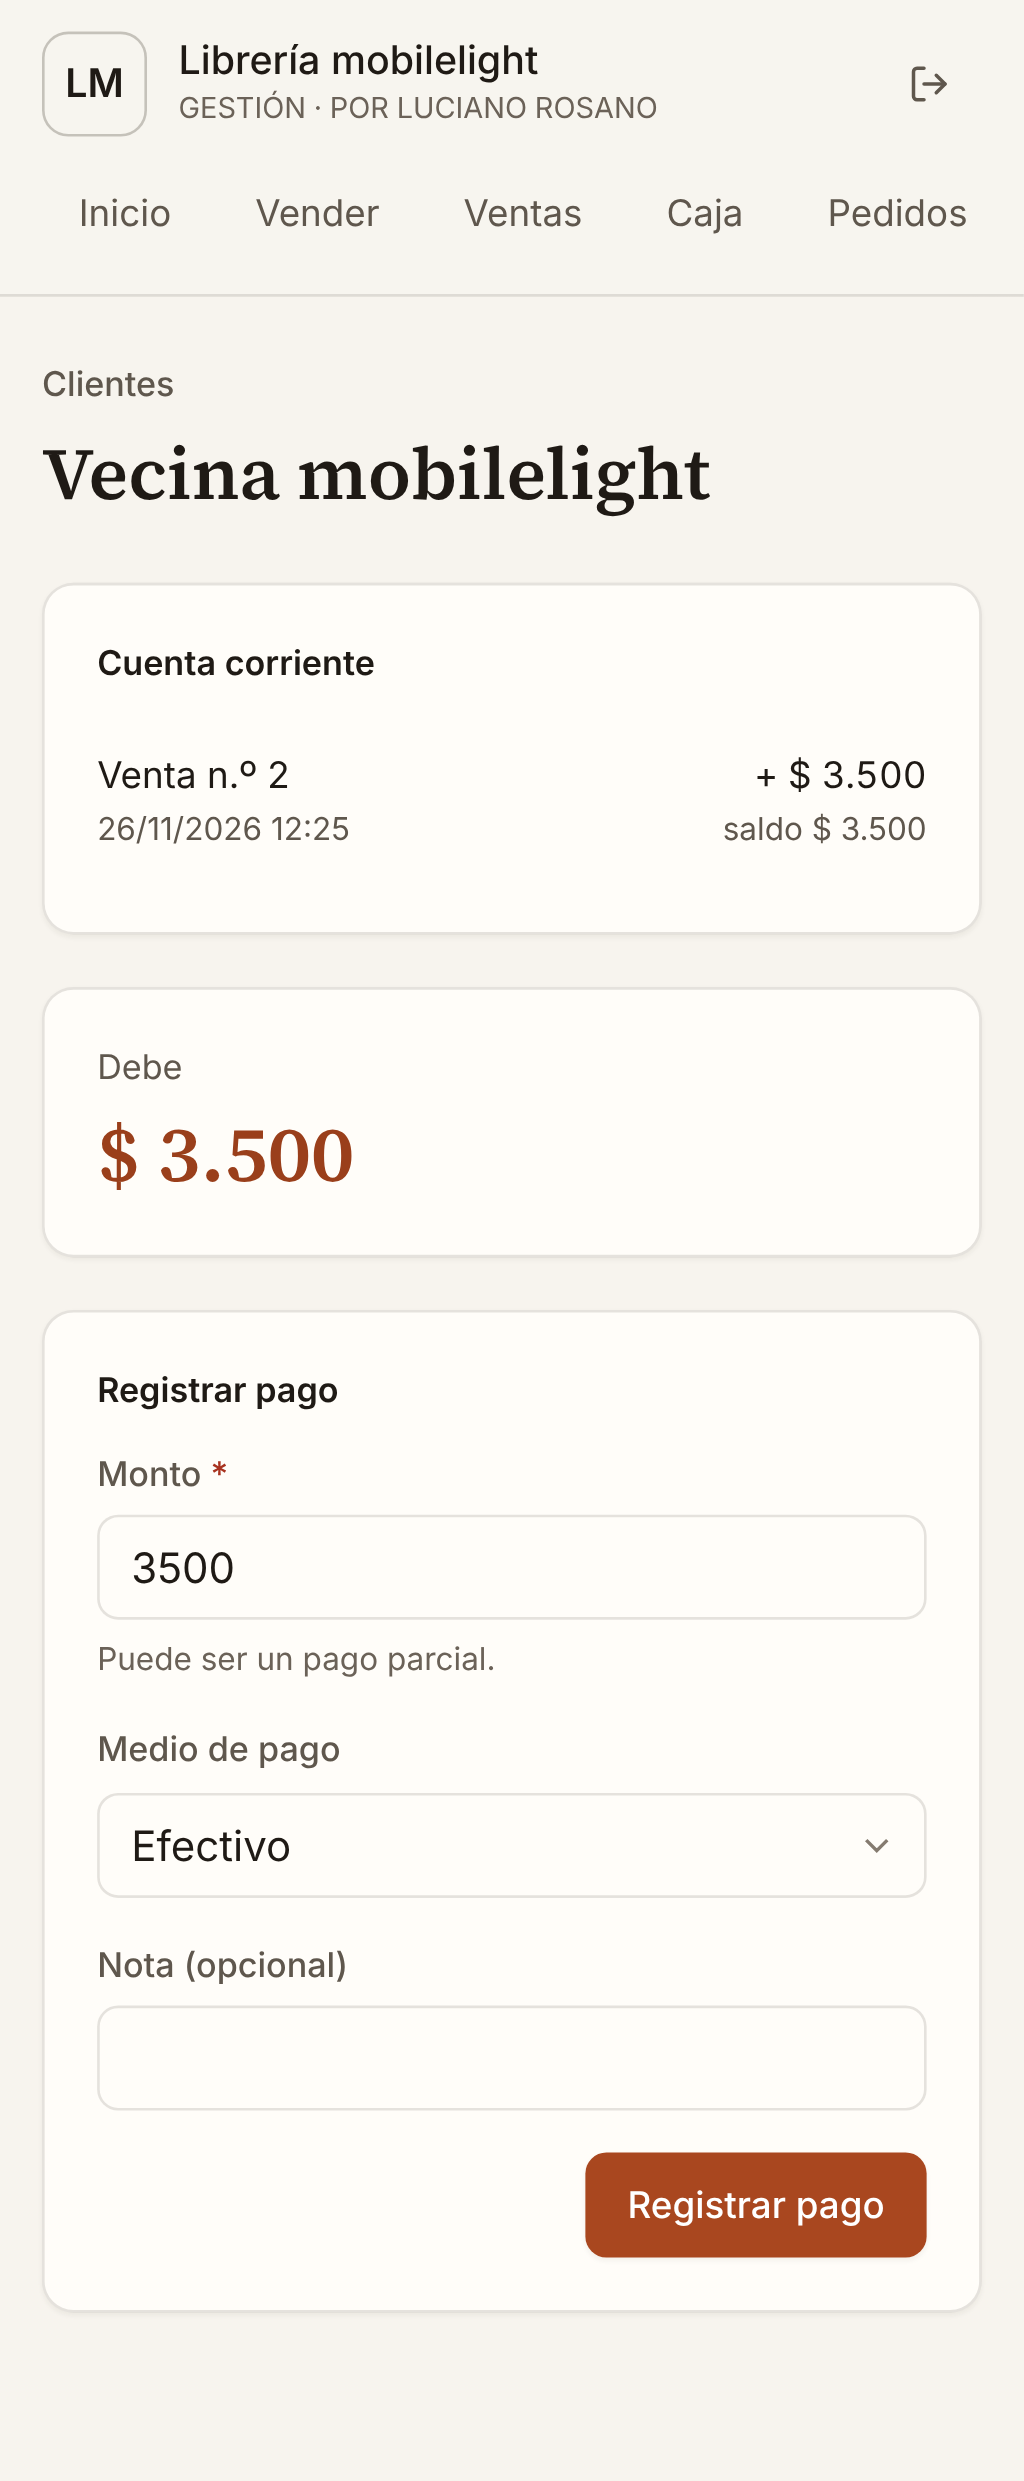 LM
Librería mobilelight
GESTIÓN · POR LUCIANO ROSANO
Inicio Vender Ventas Caja Pedidos
Clientes
Vecina mobilelight
Cuenta corriente
Venta n.º 2 + $ 3.500
26/11/2026 12:25 saldo $ 3.500
Debe
$ 3.500
Registrar pago
Monto *
3500
Puede ser un pago parcial.
Medio de pago
Efectivo
Nota (opcional)
Registrar pago